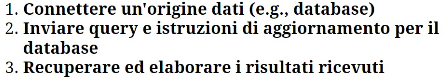 1. Connettere un'origine dati (e.g., database)
2. Inviare query e istruzioni di aggiornamento per il
database
3. Recuperare ed elaborare i risultati ricevuti